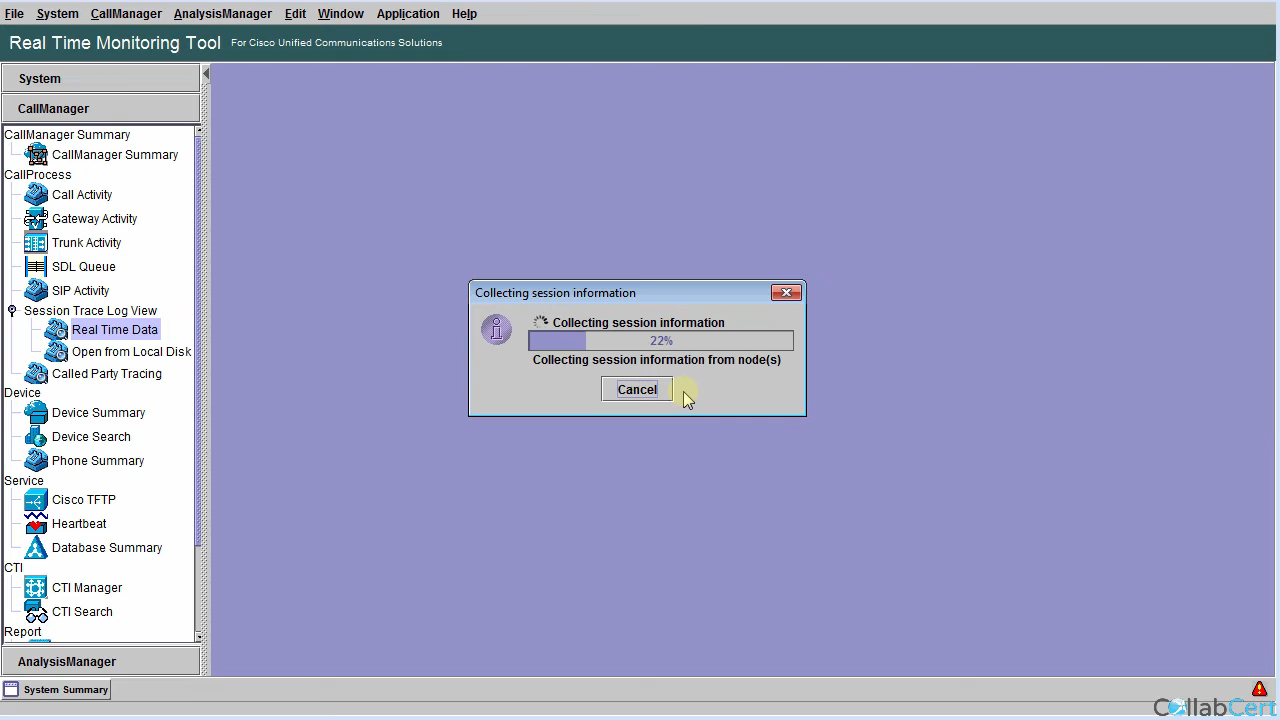 File System CallManager AnalysisManager Edit Window Application Help
Real Time Monitoring Tool For Cisco Unified Communications Solutions
System
CallManager
CallManager Summary
CallManager Summary
CallProcess
Call Activity
Gateway Activity
Trunk Activity
SDL Queue
SIP Activity
Session Trace Log View
Real Time Data
Open from Local Disk
Called Party Tracing
Device
Device Summary
Device Search
Phone Summary
Service
Cisco TFTP
Heartbeat
Database Summary
CTI
CTI Manager
CTI Search
Report
AnalysisManager
System Summary
Collecting session information
Collecting session information
22%
Collecting session information from node(s)
Cancel
CollabCert